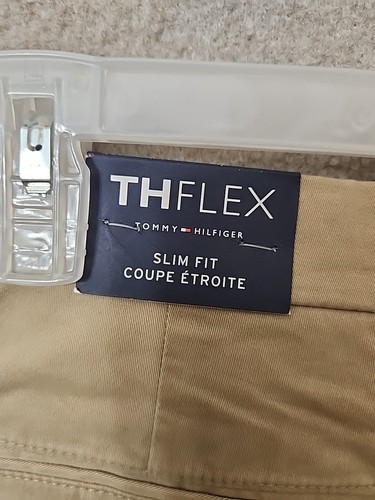 THFLEX
TOMMY HILFIGER
SLIM FIT
COUPE ÉTROITE